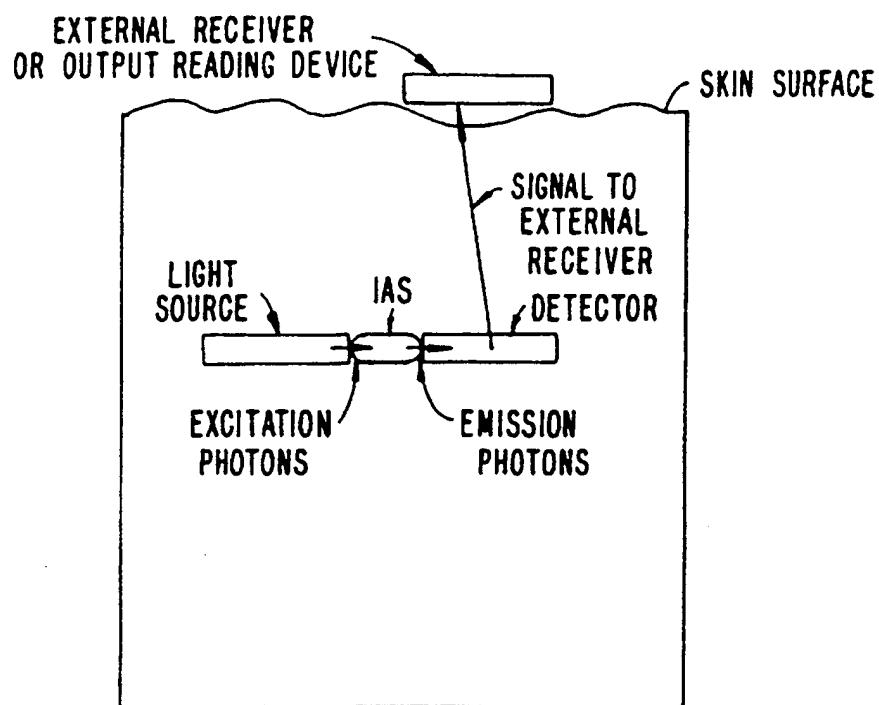 EXTERNAL RECEIVER
OR OUTPUT READING DEVICE
SKIN SURFACE
SIGNAL TO
EXTERNAL
RECEIVER
LIGHT
SOURCE
IAS
DETECTOR
EXCITATION
PHOTONS
EMISSION
PHOTONS